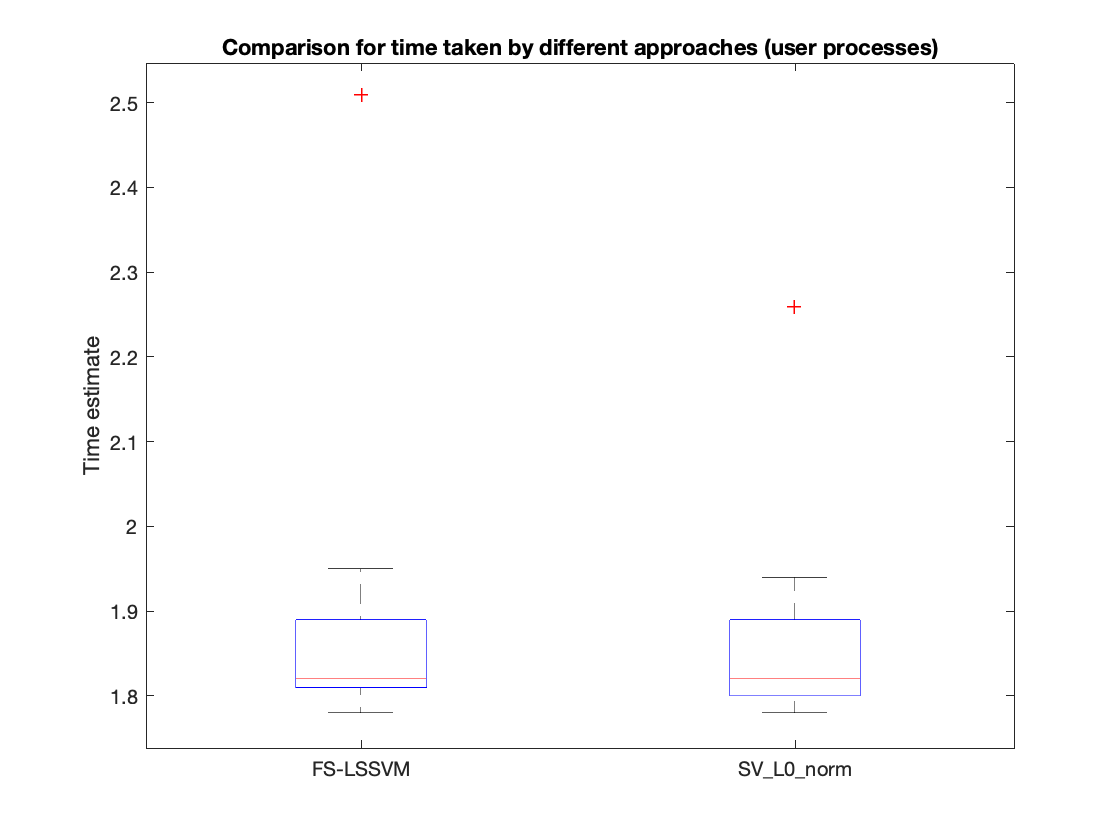 Comparison for time taken by different approaches (user processes)
2.5
2.4
2.3
2.2
2.1
2
1.9
1.8
Time estimate
FS-LSSVM
SV_L0_norm